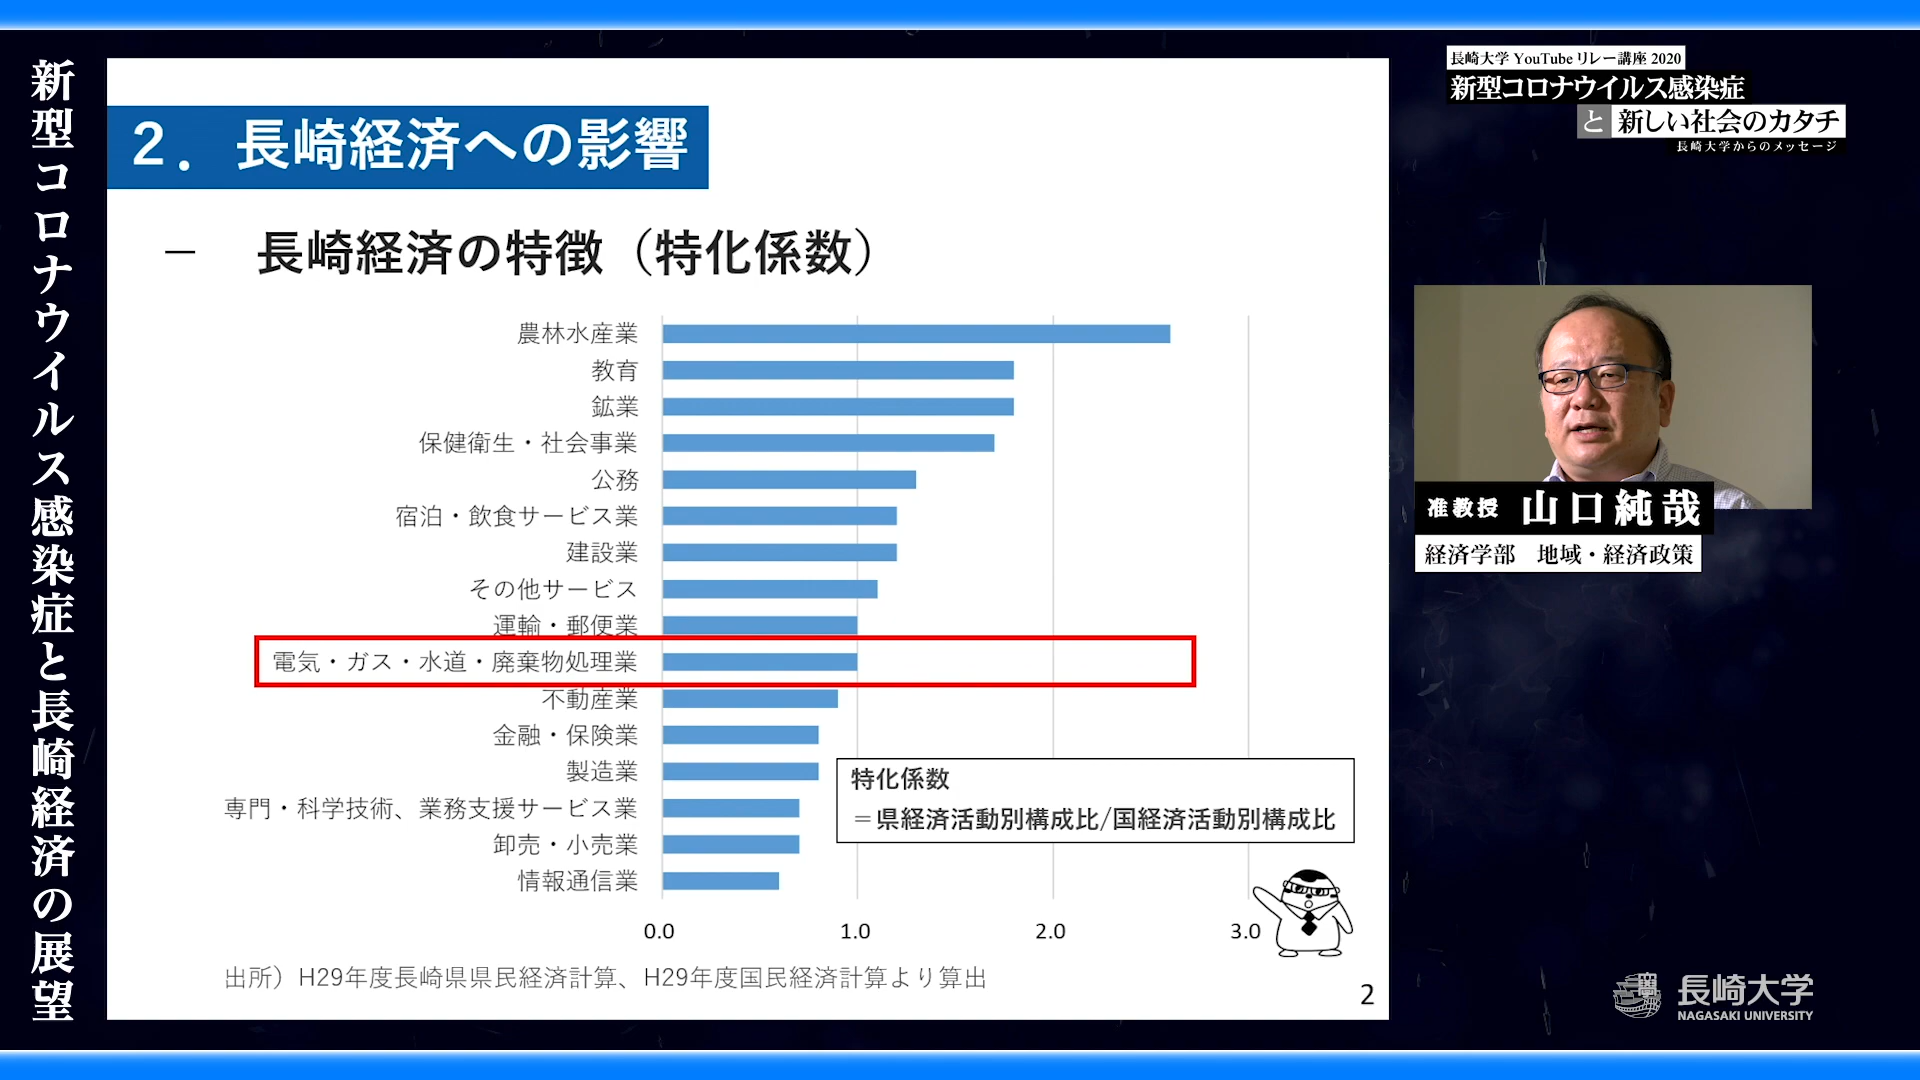 新型コロナウイルス感染症と長崎経済の展望
2．長崎経済への影響
－ 長崎経済の特徴（特化係数）
農林水産業
教育
鉱業
保健衛生・社会事業
公務
宿泊・飲食サービス業
建設業
その他サービス
運輸・郵便業
電気・ガス・水道・廃棄物処理業
不動産業
金融・保険業
製造業
専門・科学技術、業務支援サービス業
卸売・小売業
情報通信業
0.0 1.0 2.0 3.0
特化係数
＝県経済活動別構成比/国経済活動別構成比
出所）H29年度長崎県県民経済計算、H29年度国民経済計算より算出
2
長崎大学 YouTube リレー講座 2020
新型コロナウイルス感染症
と 新しい社会のカタチ
長崎大学からのメッセージ
准教授 山口純哉
経済学部 地域・経済政策
長崎大学
NAGASAKI UNIVERSITY